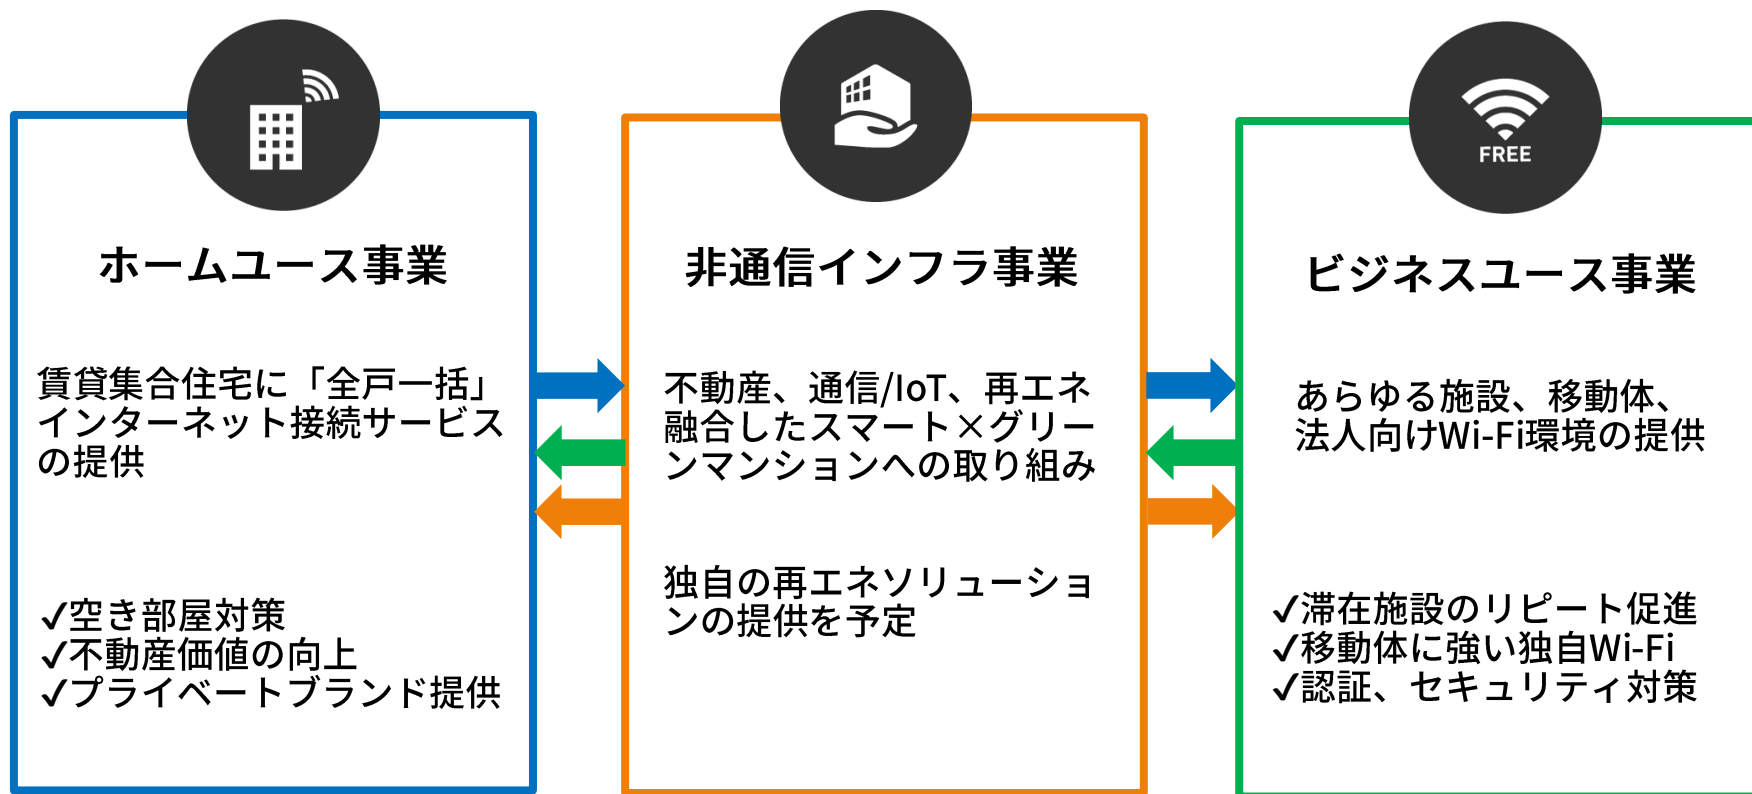 ホームユース事業
賃貸集合住宅に「全戸一括」
インターネット接続サービス
の提供
✓空き部屋対策
✓不動産価値の向上
✓プライベートブランド提供
非通信インフラ事業
不動産、通信/IoT、再エネ
融合したスマート×グリー
ンマンションへの取り組み
独自の再エネソリューショ
ンの提供を予定
FREE
ビジネスユース事業
あらゆる施設、移動体、
法人向けWi-Fi環境の提供
✓滞在施設のリピート促進
✓移動体に強い独自Wi-Fi
✓認証、セキュリティ対策